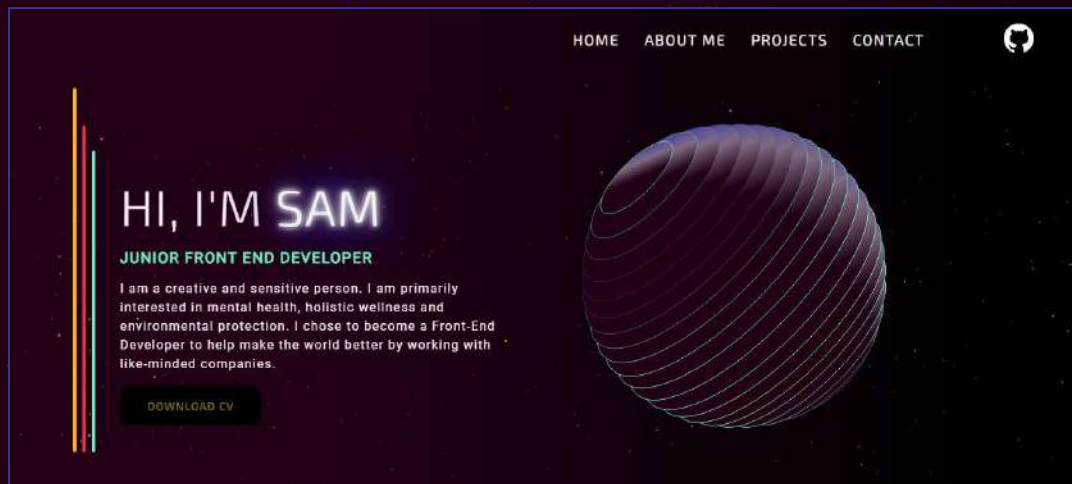 HOME ABOUT ME PROJECTS CONTACT
HI, I'M SAM
JUNIOR FRONT END DEVELOPER
I am a creative and sensitive person. I am primarily
interested in mental health, holistic wellness and
environmental protection. I chose to become a Front-End
Developer to help make the world better by working with
like-minded companies.
DOWNLOAD CV